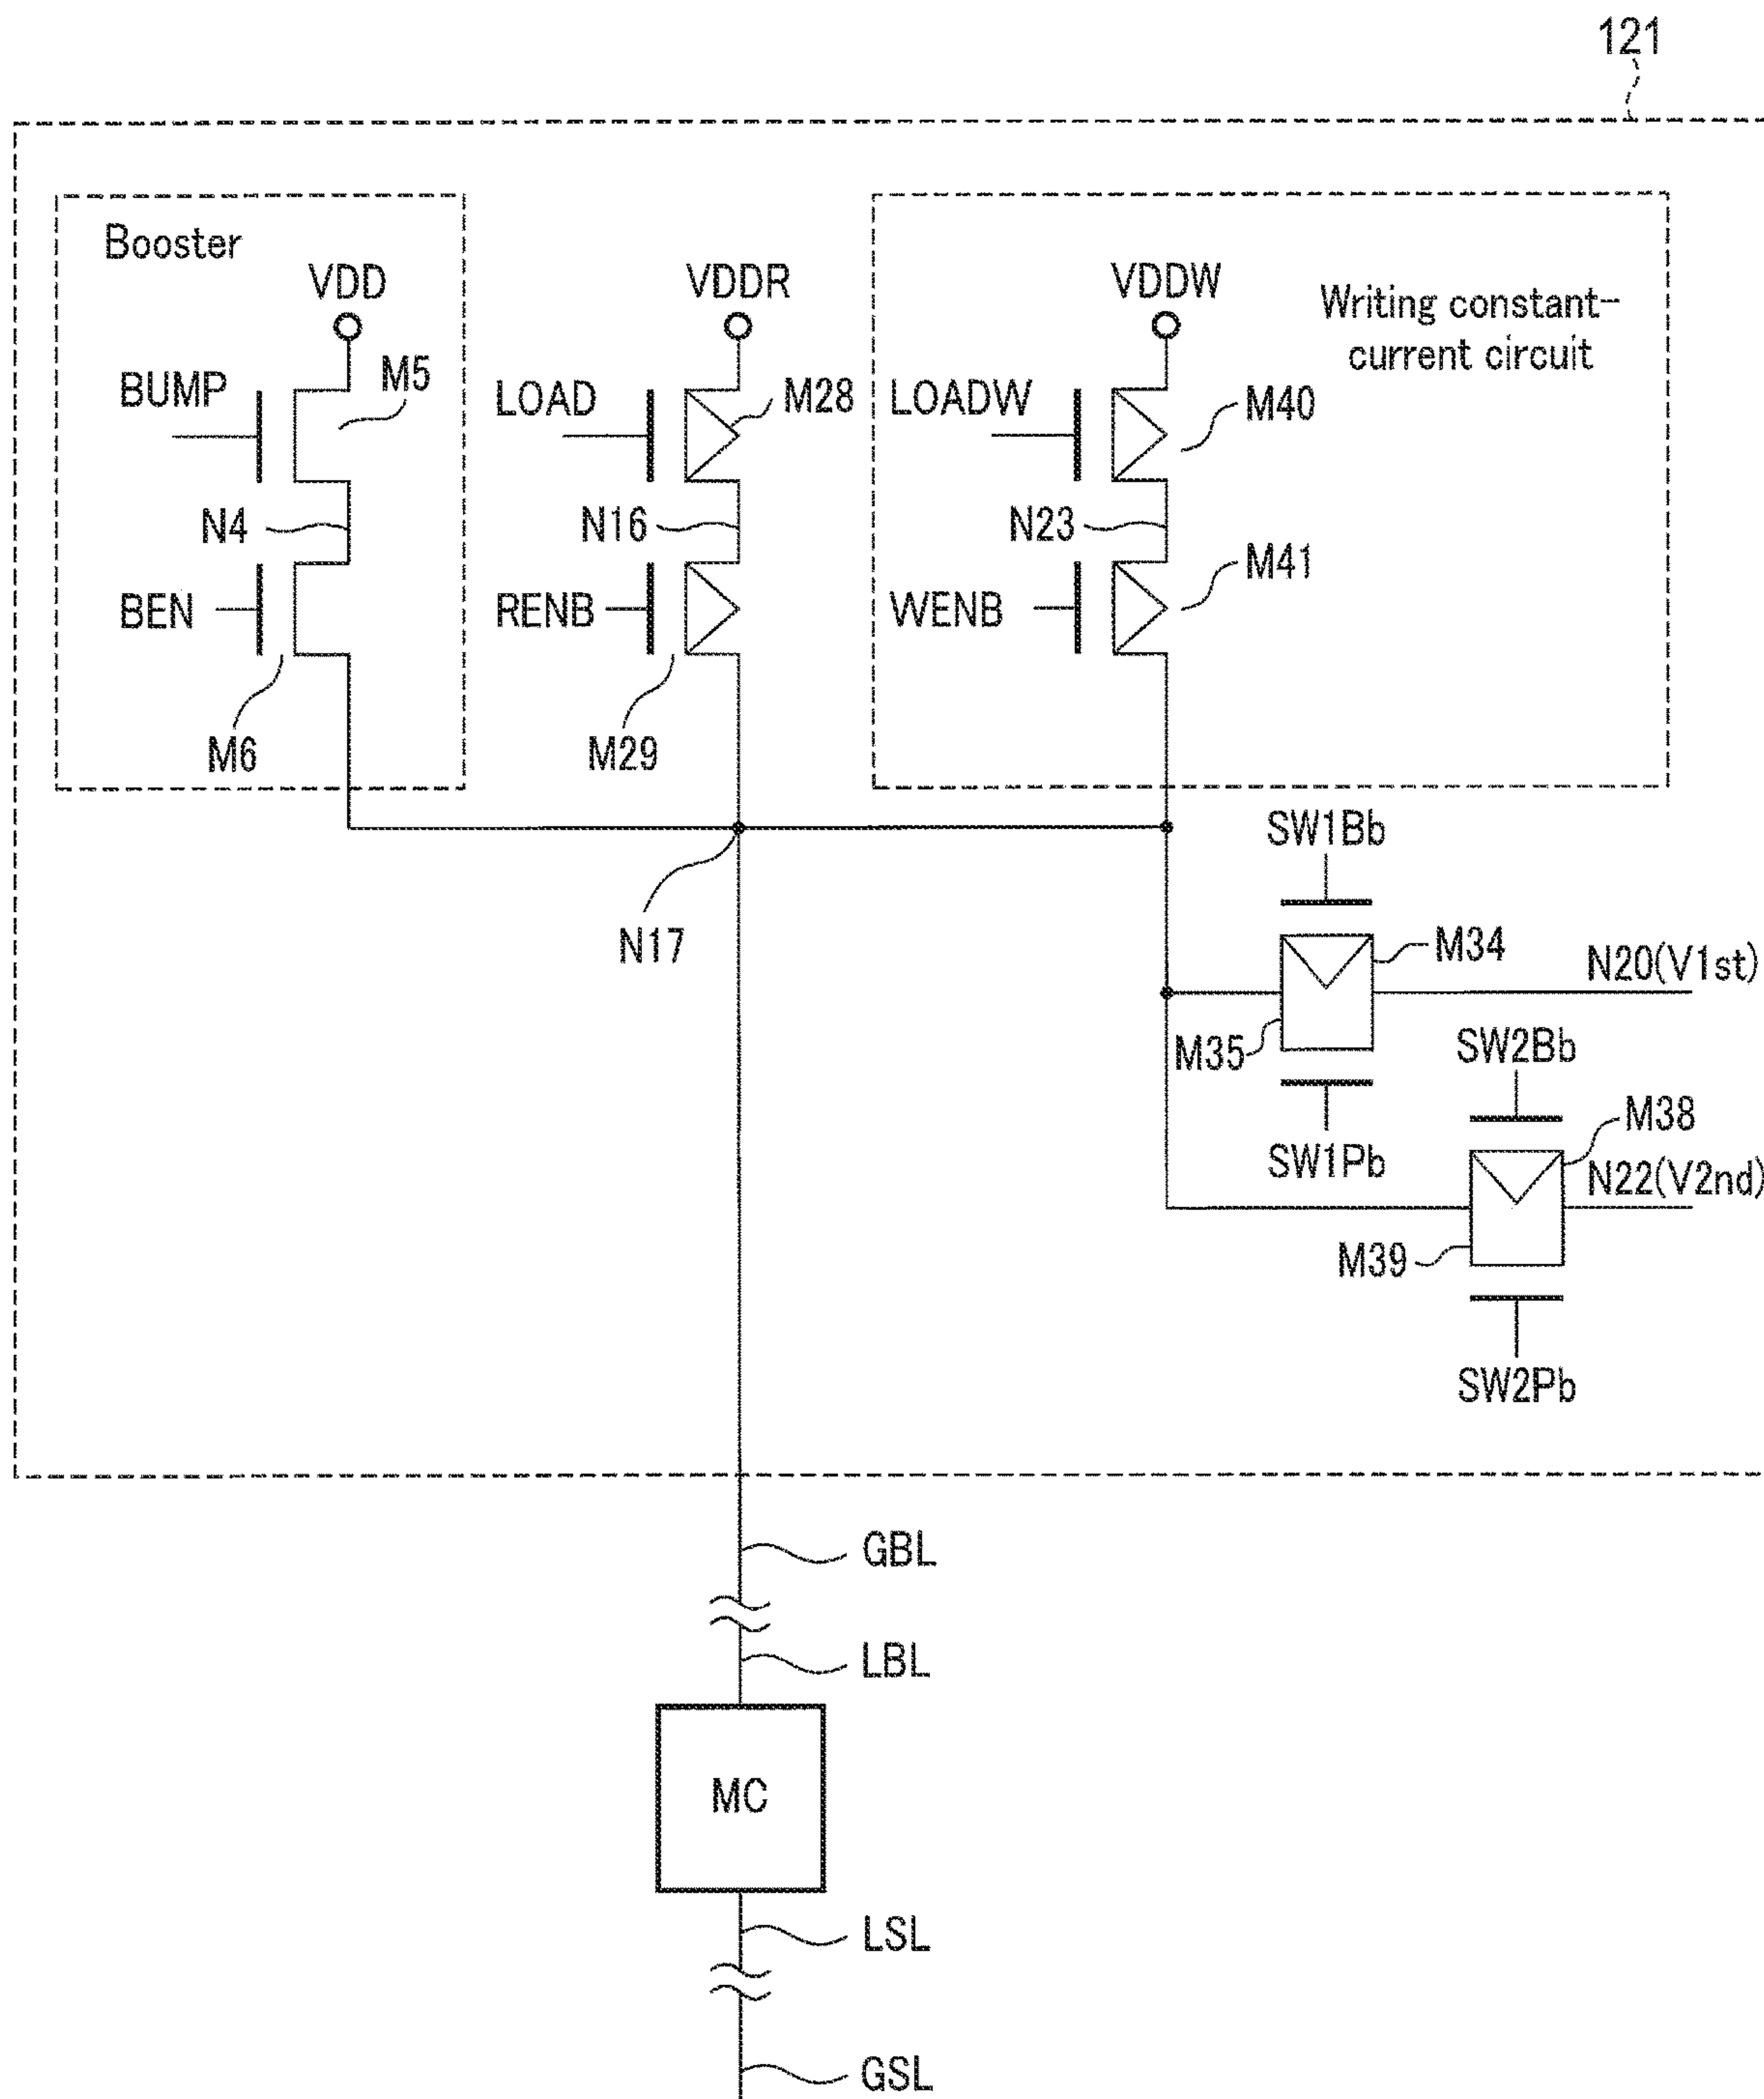 121
Booster
VDD
VDDR
VDDW
Writing constant-
current circuit
BUMP
M5
LOAD
M28
LOADW
M40
N4
N16
N23
BEN
RENB
WENB
M41
M6
M29
SW1Bb
N17
M34
N20(V1st)
M35
SW2Bb
SW1Pb
M38
N22(V2nd)
M39
SW2Pb
GBL
LBL
MC
LSL
GSL